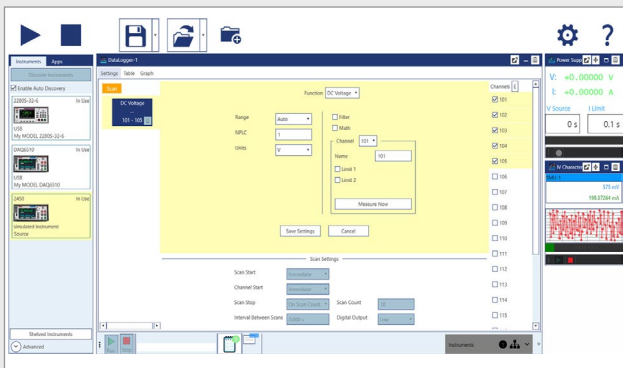 Instruments Apps
Discover Instruments
Enable Auto Discovery
2280S-32-6 In Use
USB
My MODEL 2280S-32-6
DAQ6510 In Use
USB
My MODEL DAQ6510
2450 In Use
Simulated Instrument
Source
Shelved Instruments
Advanced
DataLogger-1
Settings Table Graph
Scan
DC Voltage
...
101 - 105
Function DC Voltage
Range Auto
NPLC 1
Units V
Filter
Math
Channel 101
Name 101
Limit 1
Limit 2
Measure Now
Save Settings Cancel
Scan Settings
Scan Start Immediate
Channel Start Immediate
Scan Stop On Scan Count Scan Count 10
Interval Between Scans Digital Output Low
Channels
101
102
103
104
105
106
107
108
109
110
111
112
113
114
115
Run Stop
Instruments
Power Supp
V: +0.00000 V
I: +0.00000 A
V Source I Limit
0 s 0.1 s
IV Character
SMU-1
575 mV
198.07264 mA